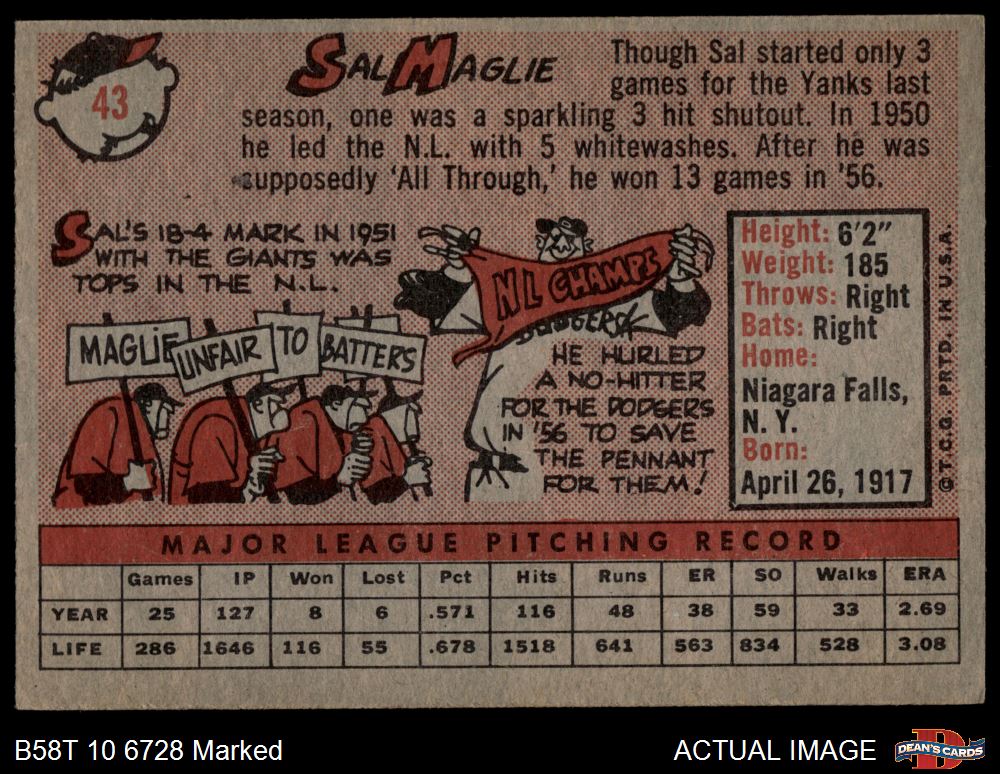 43
SAL MAGLIE
Though Sal started only 3
games for the Yanks last
season, one was a sparkling 3 hit shutout. In 1950
he led the N.L. with 5 whitewashes. After he was
supposedly 'All Through,' he won 13 games in '56.
SAL'S 18-4 MARK IN 1951
WITH THE GIANTS WAS
TOPS IN THE N.L.
MAGLIE
UNFAIR
TO
BATTERS
N L CHAMPS
DODGERS
HE HURLED
A NO-HITTER
FOR THE DODGERS
IN '56 TO SAVE
THE PENNANT
FOR THEM!
Height: 6'2"
Weight: 185
Throws: Right
Bats: Right
Home:
Niagara Falls,
N. Y.
Born:
April 26, 1917
© T.C.G. PRTD. IN U.S.A.
MAJOR LEAGUE PITCHING RECORD
Games IP Won Lost Pct Hits Runs ER SO Walks ERA
YEAR 25 127 8 6 .571 116 48 38 59 33 2.69
LIFE 286 1646 116 55 .678 1518 641 563 834 528 3.08
B58T 10 6728 Marked
ACTUAL IMAGE
D
DEAN'S CARDS